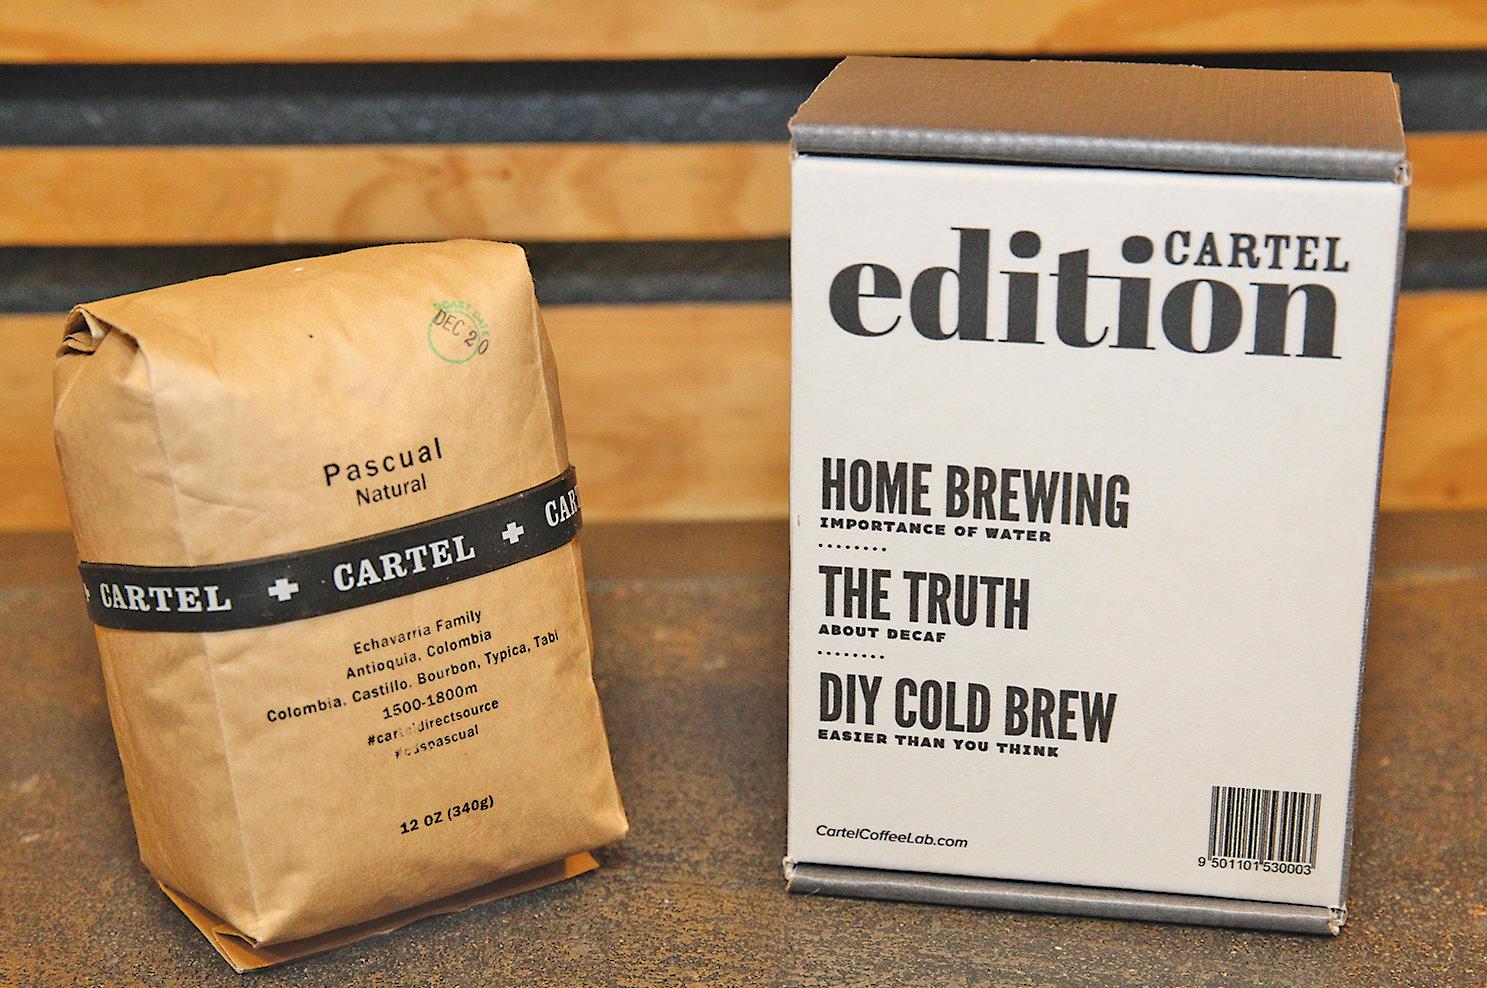 ROAST DATE
DEC 20
Pascual
Natural
CARTEL + CARTEL + CAR
Echavarria Family
Antioquia, Colombia
Colombia, Castillo, Bourbon, Typica, Tabi
1500-1800m
#carteldirectsource
#cdspascual
12 OZ (340g)
CARTEL
edition
HOME BREWING
IMPORTANCE OF WATER
THE TRUTH
ABOUT DECAF
DIY COLD BREW
EASIER THAN YOU THINK
CartelCoffeeLab.com
9 501101 530003